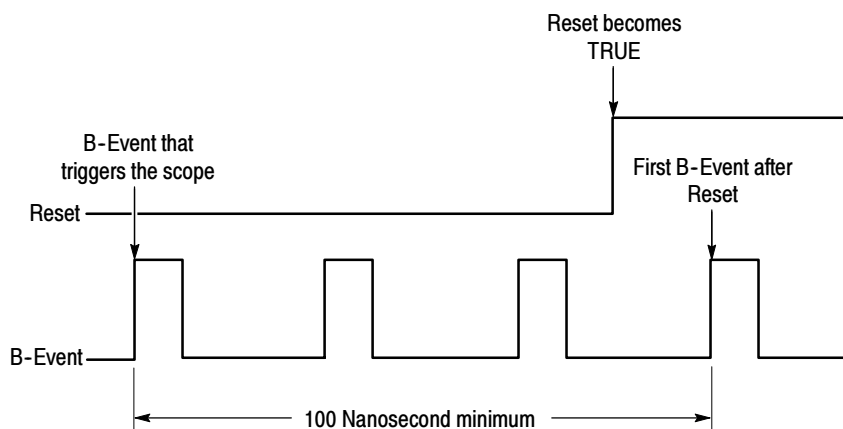 Reset becomes
TRUE
B-Event that
triggers the scope
First B-Event after
Reset
Reset
B-Event
100 Nanosecond minimum